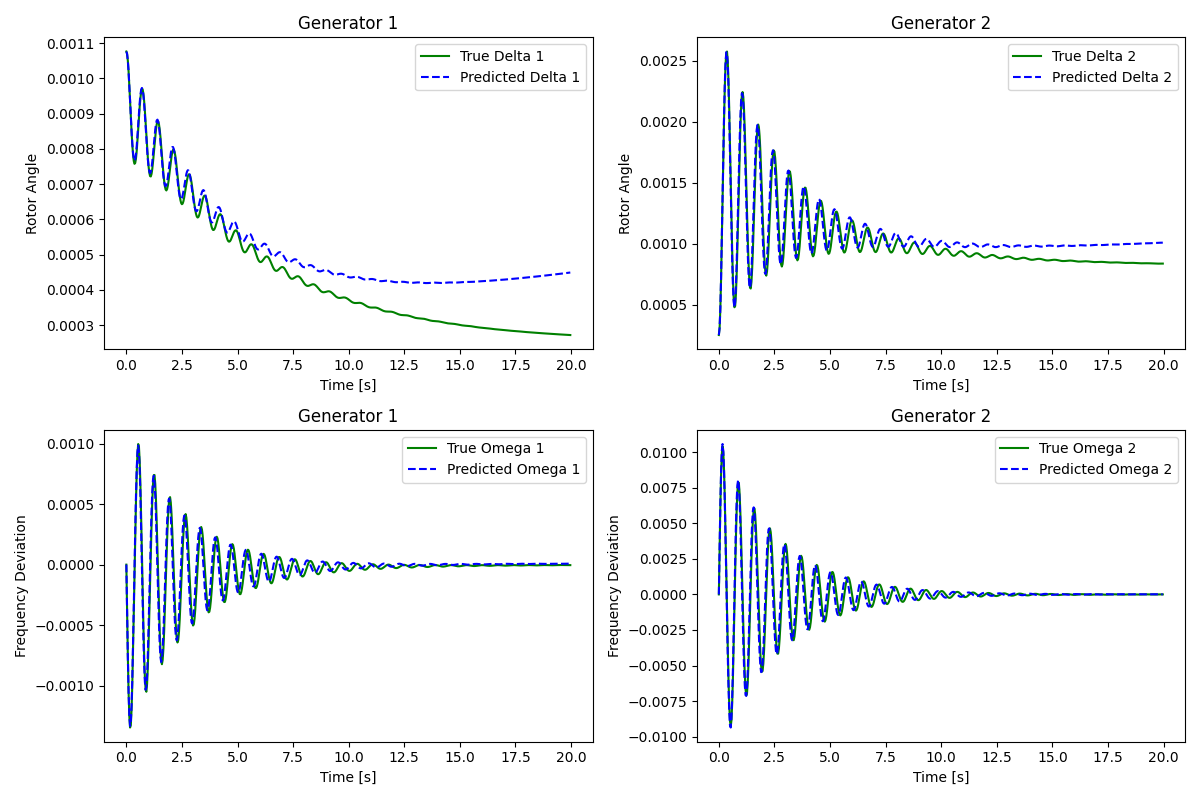 Generator 1
Rotor Angle
0.0011
0.0010
0.0009
0.0008
0.0007
0.0006
0.0005
0.0004
0.0003
True Delta 1
Predicted Delta 1
0.0 2.5 5.0 7.5 10.0 12.5 15.0 17.5 20.0
Time [s]
Generator 2
Rotor Angle
0.0025
0.0020
0.0015
0.0010
0.0005
True Delta 2
Predicted Delta 2
0.0 2.5 5.0 7.5 10.0 12.5 15.0 17.5 20.0
Time [s]
Generator 1
Frequency Deviation
0.0010
0.0005
0.0000
−0.0005
−0.0010
True Omega 1
Predicted Omega 1
0.0 2.5 5.0 7.5 10.0 12.5 15.0 17.5 20.0
Time [s]
Generator 2
Frequency Deviation
0.0100
0.0075
0.0050
0.0025
0.0000
−0.0025
−0.0050
−0.0075
−0.0100
True Omega 2
Predicted Omega 2
0.0 2.5 5.0 7.5 10.0 12.5 15.0 17.5 20.0
Time [s]